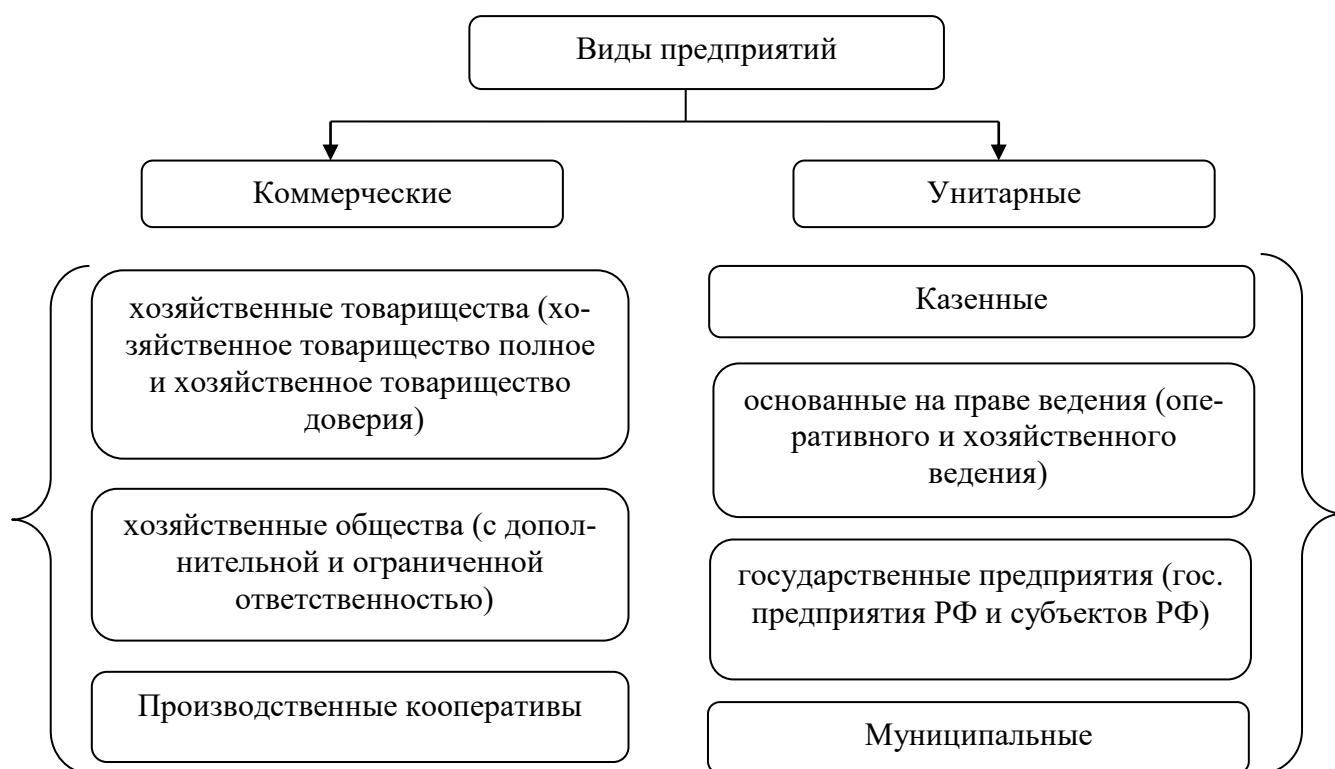 Виды предприятий
Коммерческие
Унитарные
хозяйственные товарищества (хо-
зяйственное товарищество полное
и хозяйственное товарищество
доверия)
хозяйственные общества (с допол-
нительной и ограниченной
ответственностью)
Производственные кооперативы
Казенные
основанные на праве ведения (опе-
ративного и хозяйственного
ведения)
государственные предприятия (гос.
предприятия РФ и субъектов РФ)
Муниципальные